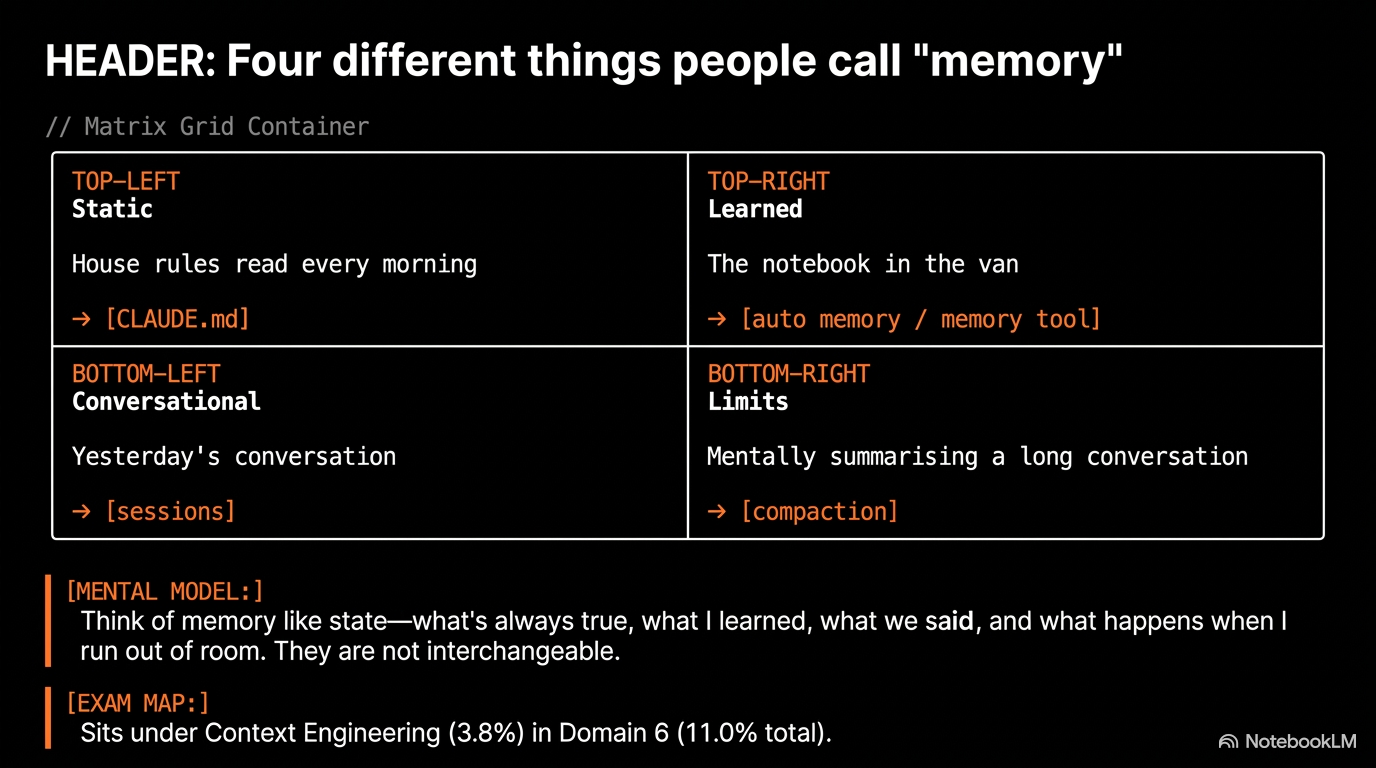 HEADER: Four different things people call "memory"
// Matrix Grid Container
TOP-LEFT
Static
House rules read every morning
→ [CLAUDE.md]
TOP-RIGHT
Learned
The notebook in the van
→ [auto memory / memory tool]
BOTTOM-LEFT
Conversational
Yesterday's conversation
→ [sessions]
BOTTOM-RIGHT
Limits
Mentally summarising a long conversation
→ [compaction]
[MENTAL MODEL:]
Think of memory like state—what's always true, what I learned, what we said, and what happens when I
run out of room. They are not interchangeable.
[EXAM MAP:]
Sits under Context Engineering (3.8%) in Domain 6 (11.0% total).
NotebookLM